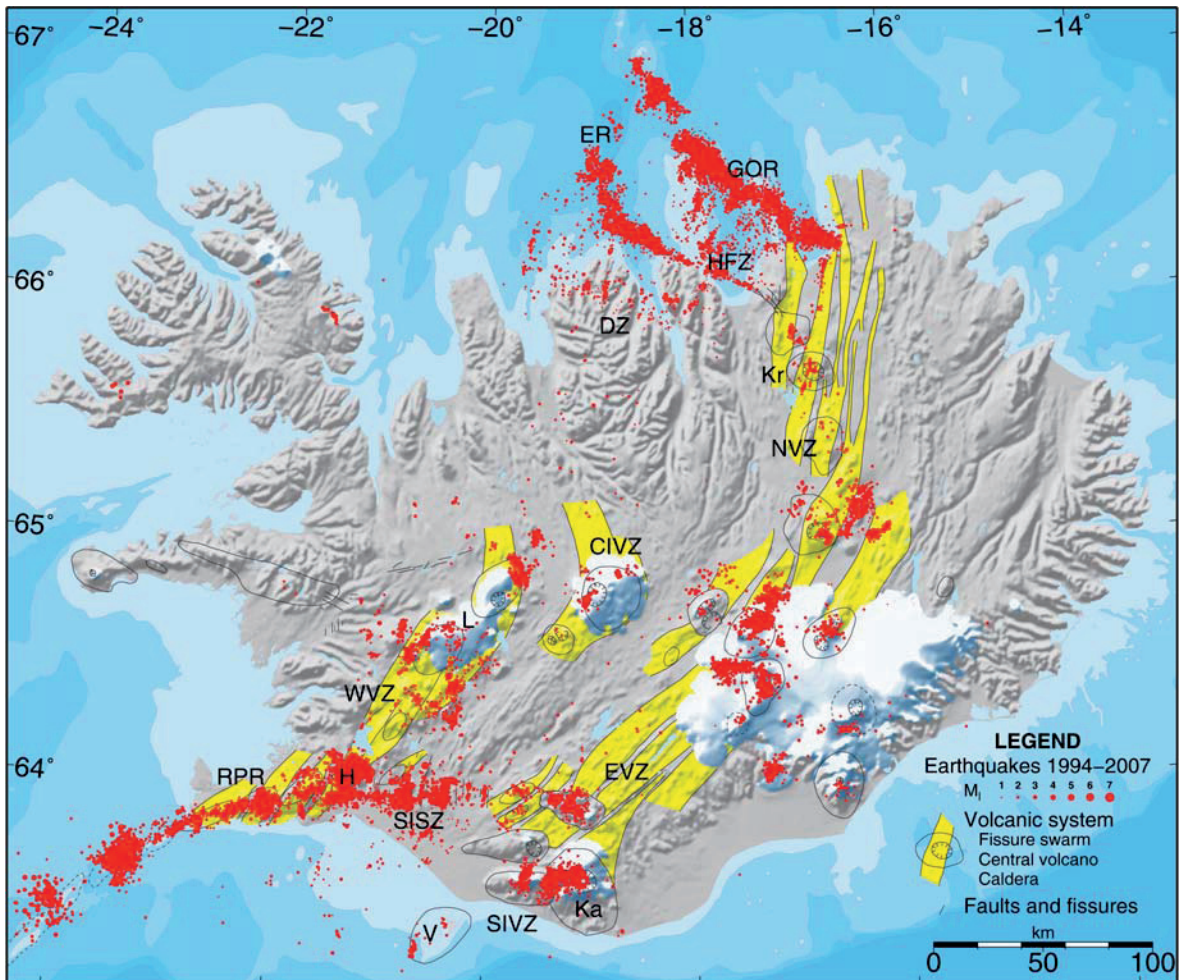 67°
−24°
−22°
−20°
−18°
−16°
ER
GOR
66°
HFZ
DZ
Kr
NVZ
65°
CIVZ
L
WVZ
64°
RPR
H
EVZ
SISZ
SIVZ
Ka
V
LEGEND
Earthquakes 1994−2007
Ml 1 2 3 4 5 6 7
Volcanic system
Fissure swarm
Central volcano
Caldera
Faults and fissures
km
0 50 100